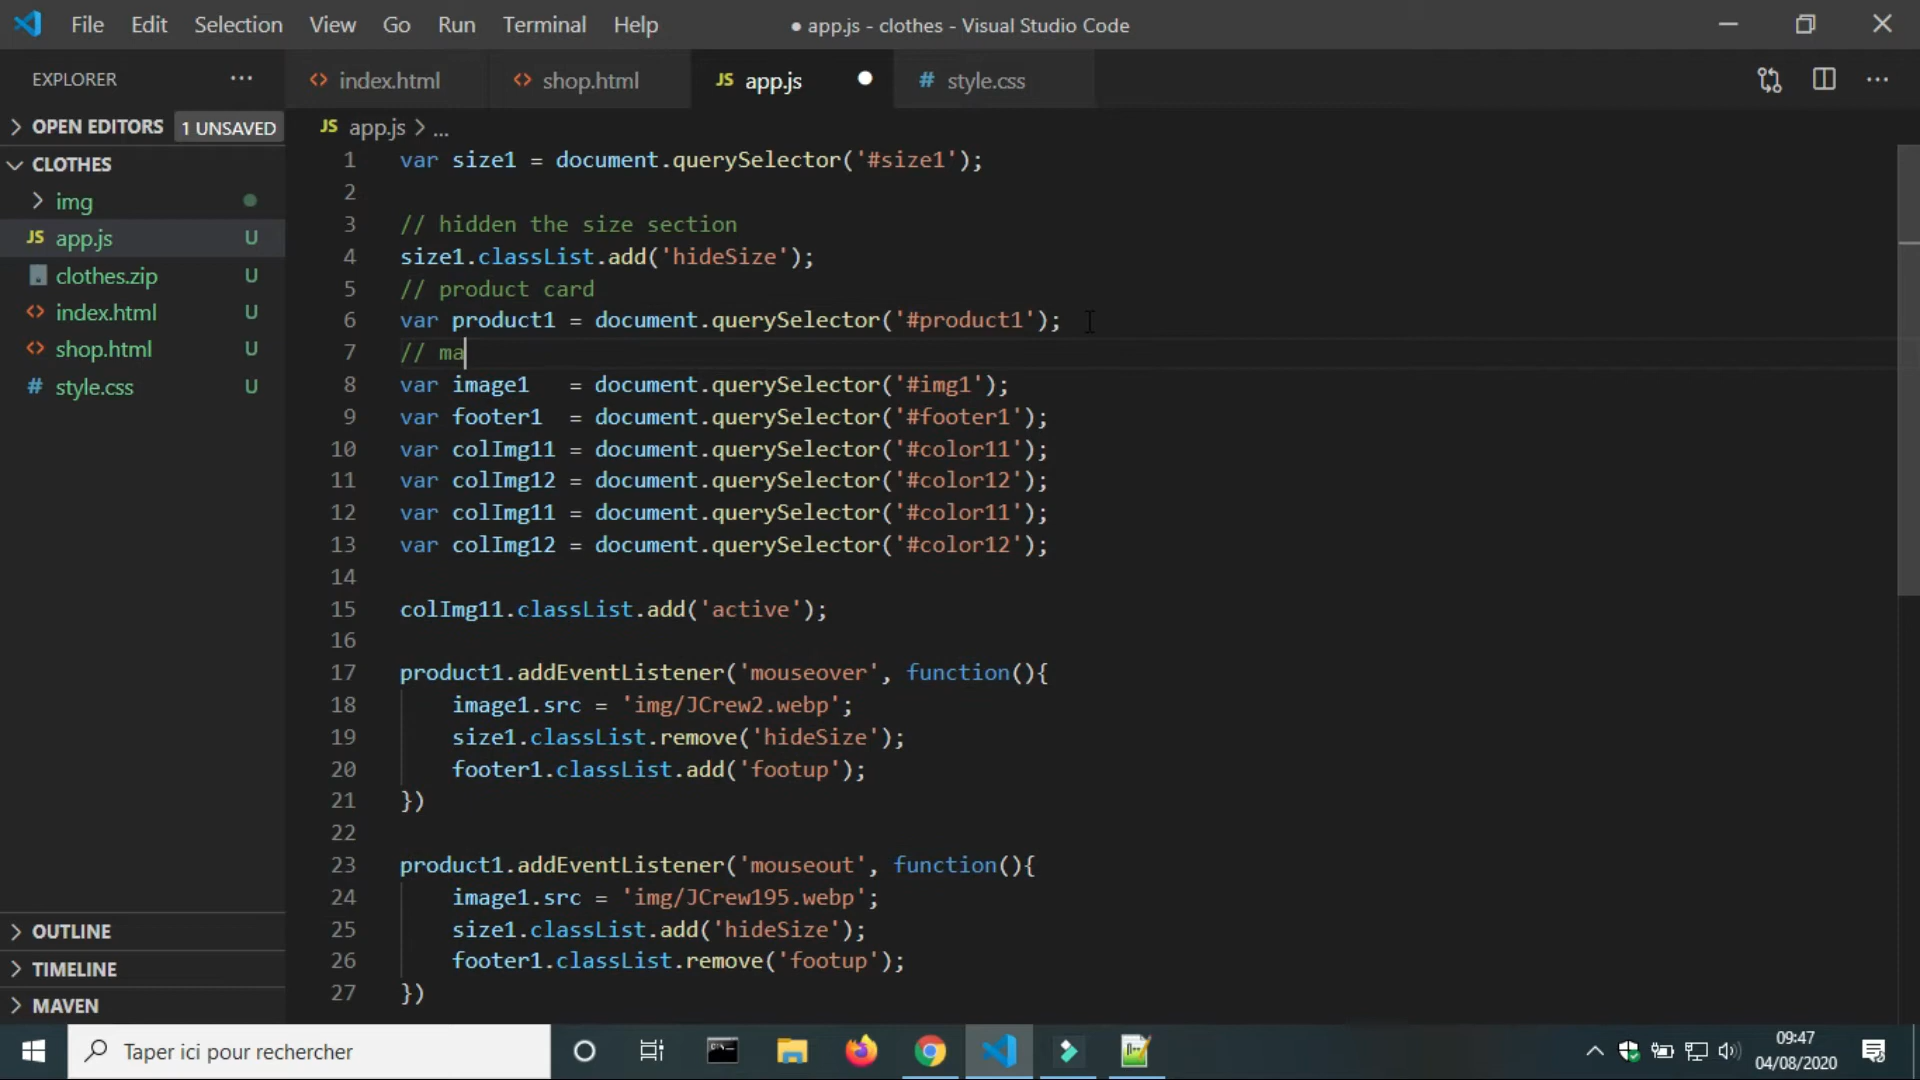 File Edit Selection View Go Run Terminal Help
● app.js - clothes - Visual Studio Code
EXPLORER ...
<> index.html
<> shop.html
JS app.js ●
# style.css
...
> OPEN EDITORS 1 UNSAVED
CLOTHES
> img
JS app.js U
clothes.zip U
<> index.html U
<> shop.html U
# style.css U
> OUTLINE
> TIMELINE
> MAVEN
JS app.js > ...
1 var size1 = document.querySelector('#size1');
2
3 // hidden the size section
4 size1.classList.add('hideSize');
5 // product card
6 var product1 = document.querySelector('#product1');
7 // ma
8 var image1   = document.querySelector('#img1');
9 var footer1  = document.querySelector('#footer1');
10 var colImg11 = document.querySelector('#color11');
11 var colImg12 = document.querySelector('#color12');
12 var colImg11 = document.querySelector('#color11');
13 var colImg12 = document.querySelector('#color12');
14
15 colImg11.classList.add('active');
16
17 product1.addEventListener('mouseover', function(){
18     image1.src = 'img/JCrew2.webp';
19     size1.classList.remove('hideSize');
20     footer1.classList.add('footup');
21 })
22
23 product1.addEventListener('mouseout', function(){
24     image1.src = 'img/JCrew195.webp';
25     size1.classList.add('hideSize');
26     footer1.classList.remove('footup');
27 })
Taper ici pour rechercher
09:47
04/08/2020